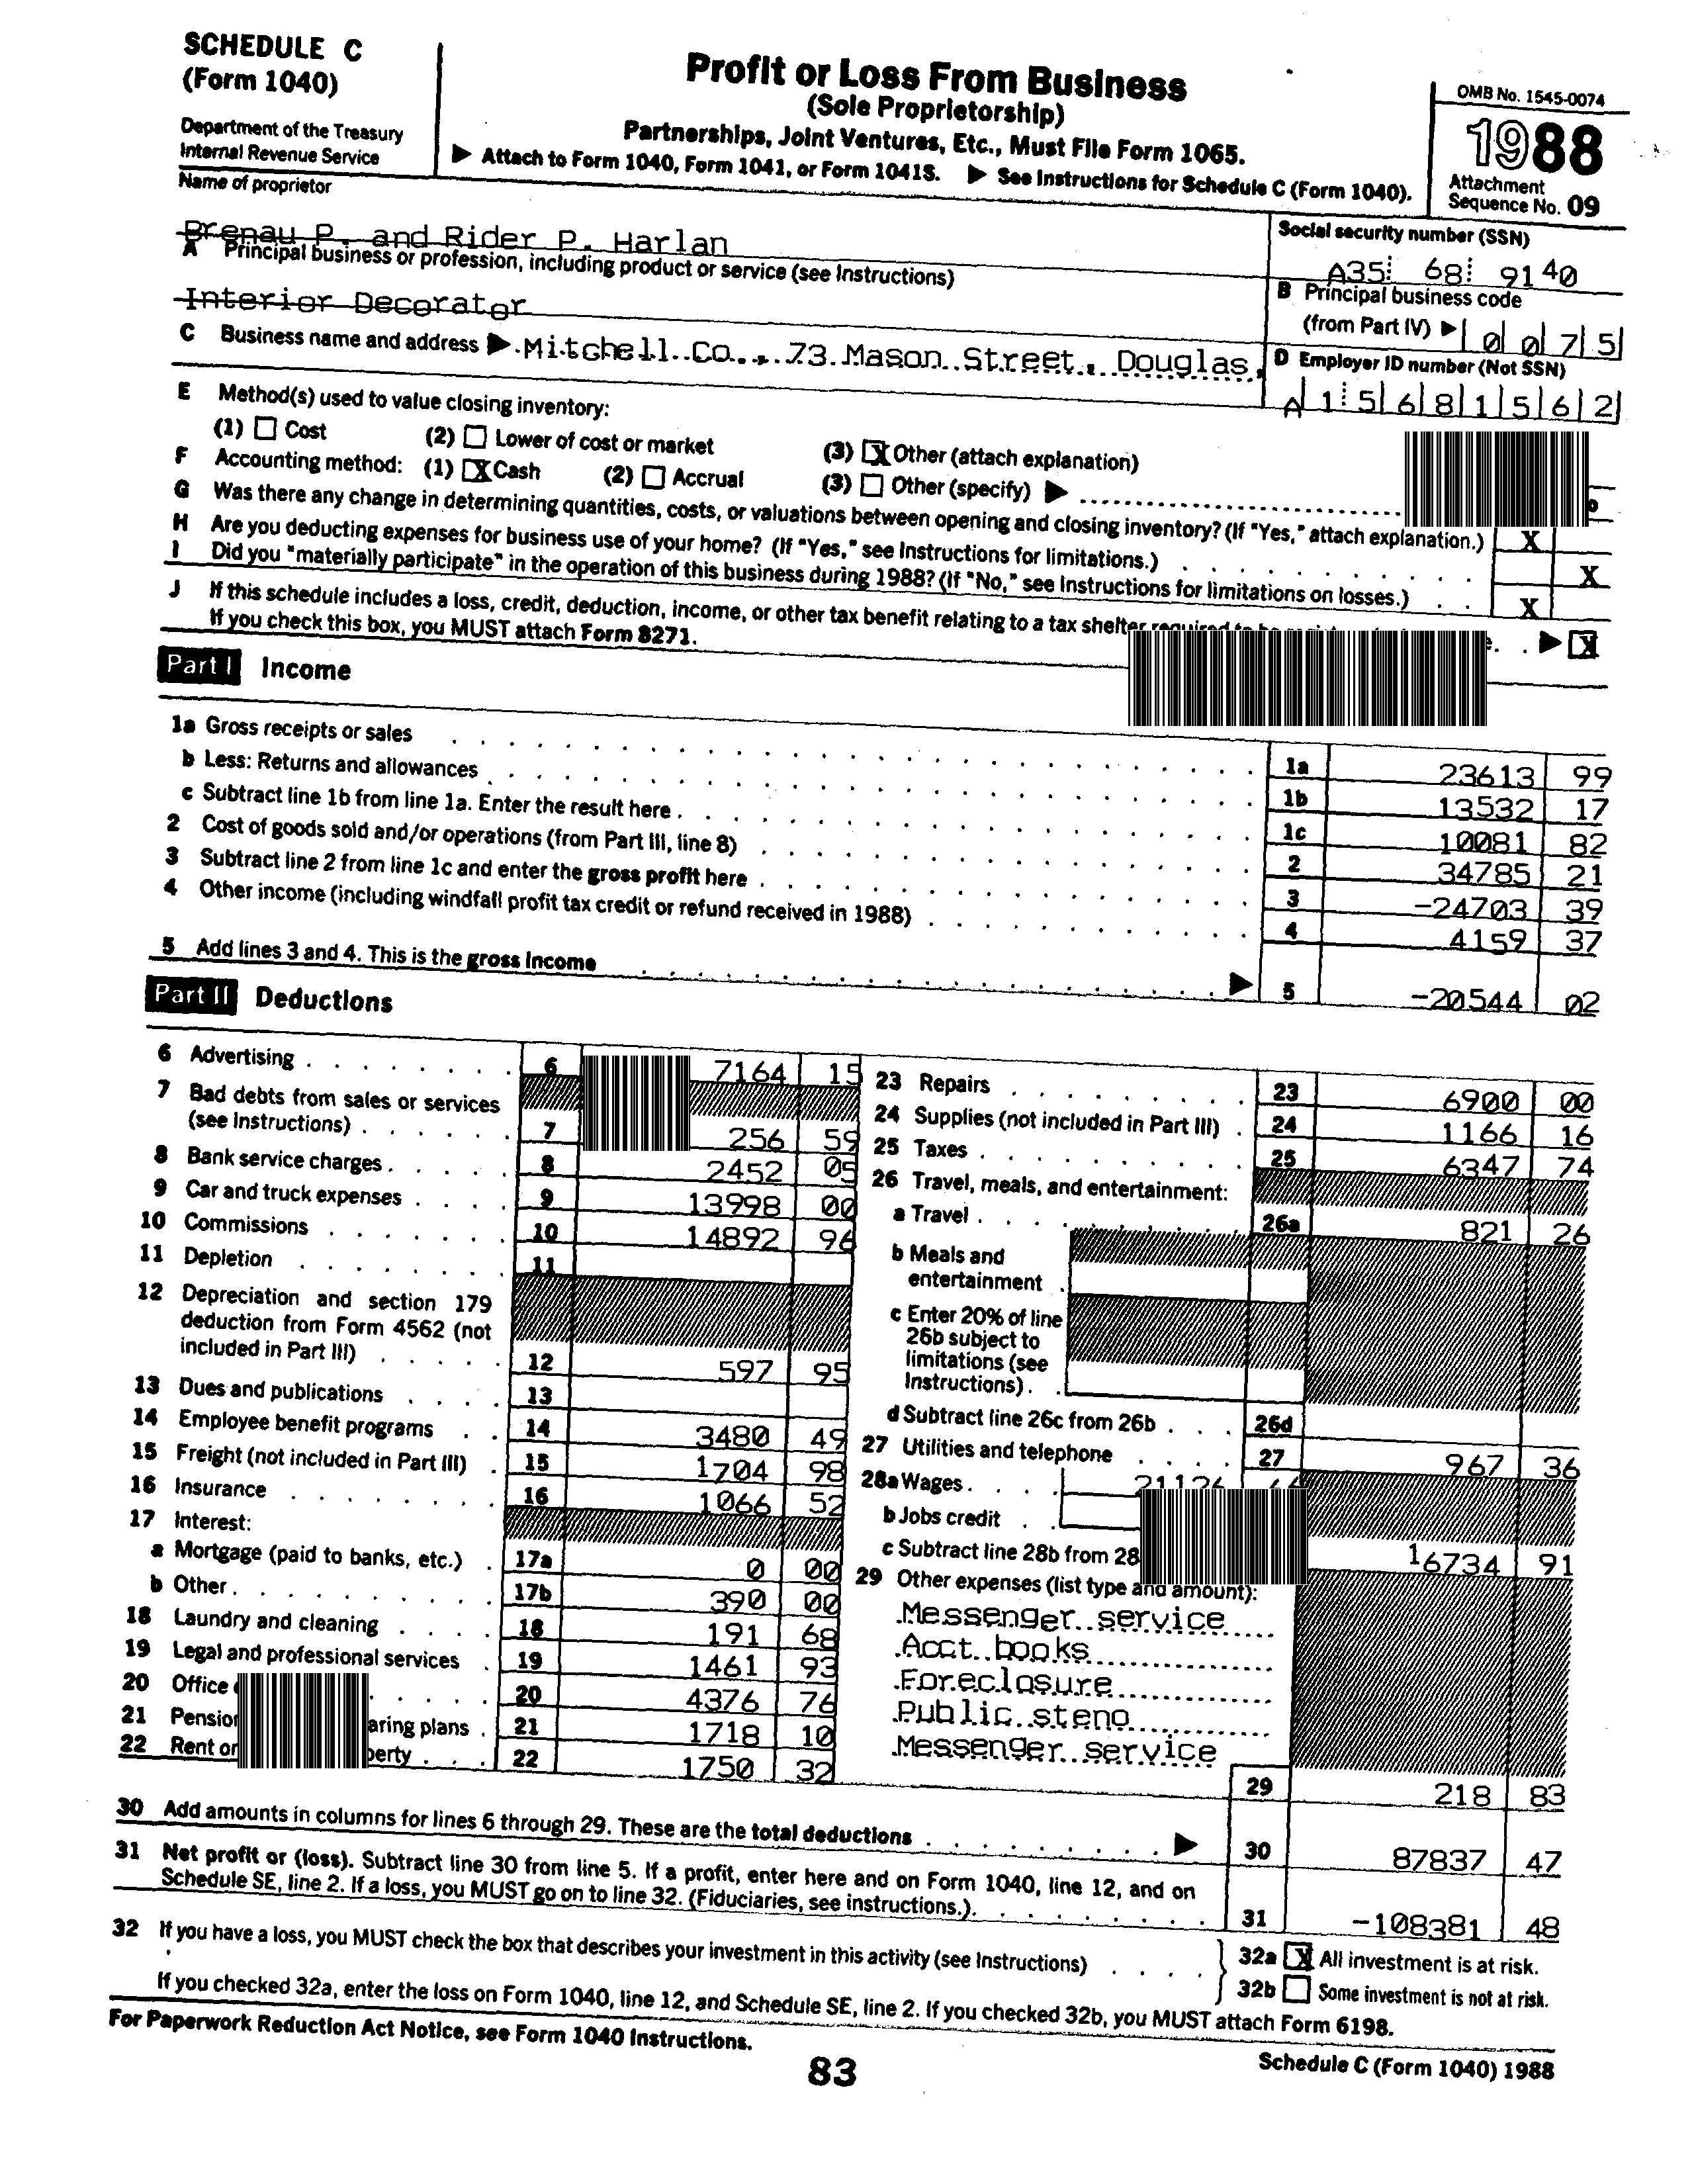 SCHEDULE C
(Form 1040)
Department of the Treasury
Internal Revenue Service
Profit or Loss From Business
(Sole Proprietorship)
Partnerships, Joint Ventures, Etc., Must File Form 1065.
▶ Attach to Form 1040, Form 1041, or Form 1041S. ▶ See Instructions for Schedule C (Form 1040).
OMB No. 1545-0074
1988
Attachment
Sequence No. 09
Name of proprietor
Brenau P. and Rider P. Harlan
Social security number (SSN)
A35 68 9140
A Principal business or profession, including product or service (see Instructions)
Interior Decorator
B Principal business code
(from Part IV) ▶ 0 0 7 5
C Business name and address ▶ Mitchell Co., 73 Mason Street, Douglas,
D Employer ID number (Not SSN)
A 1 5 6 8 1 5 6 2
E Method(s) used to value closing inventory:
(1) Cost (2) Lower of cost or market (3) X Other (attach explanation)
F Accounting method: (1) X Cash (2) Accrual (3) Other (specify) ▶
G Was there any change in determining quantities, costs, or valuations between opening and closing inventory? (If "Yes," attach explanation.) X
H Are you deducting expenses for business use of your home? (If "Yes," see Instructions for limitations.) X
I Did you "materially participate" in the operation of this business during 1988? (If "No," see Instructions for limitations on losses.) X
J If this schedule includes a loss, credit, deduction, income, or other tax benefit relating to a tax shelter
If you check this box, you MUST attach Form 8271. ▶ X
Part I Income
1a Gross receipts or sales 1a 23613 99
b Less: Returns and allowances 1b 13532 17
c Subtract line 1b from line 1a. Enter the result here 1c 10081 82
2 Cost of goods sold and/or operations (from Part III, line 8) 2 34785 21
3 Subtract line 2 from line 1c and enter the gross profit here 3 -24703 39
4 Other income (including windfall profit tax credit or refund received in 1988) 4 4159 37
5 Add lines 3 and 4. This is the gross income ▶ 5 -20544 02
Part II Deductions
6 Advertising 6 7164 15
7 Bad debts from sales or services
(see Instructions) 7 256 59
8 Bank service charges 8 2452 05
9 Car and truck expenses 9 13998 00
10 Commissions 10 14892 96
11 Depletion 11
12 Depreciation and section 179
deduction from Form 4562 (not
included in Part III) 12 597 95
13 Dues and publications 13
14 Employee benefit programs 14 3480 49
15 Freight (not included in Part III) 15 1704 98
16 Insurance 16 1066 52
17 Interest:
a Mortgage (paid to banks, etc.) 17a 0 00
b Other 17b 390 00
18 Laundry and cleaning 18 191 68
19 Legal and professional services 19 1461 93
20 Office 20 4376 76
21 plans 21 1718 10
22 Rent 22 1750 32
23 Repairs 23 6900 00
24 Supplies (not included in Part III) 24 1166 16
25 Taxes 25 6347 74
26 Travel, meals, and entertainment:
a Travel 26a 821 26
b Meals and
entertainment
c Enter 20% of line
26b subject to
limitations (see
Instructions)
d Subtract line 26c from 26b 26d
27 Utilities and telephone 27 967 36
28a Wages 21126 66
b Jobs credit
c Subtract line 28b from 16734 91
29 Other expenses (list type and amount):
Messenger service
Acct books
Foreclosure
Public steno
Messenger service
29 218 83
30 Add amounts in columns for lines 6 through 29. These are the total deductions ▶ 30 87837 47
31 Net profit or (loss). Subtract line 30 from line 5. If a profit, enter here and on Form 1040, line 12, and on
Schedule SE, line 2. If a loss, you MUST go on to line 32. (Fiduciaries, see instructions.) 31 -108381 48
32 If you have a loss, you MUST check the box that describes your investment in this activity (see Instructions)
32a X All investment is at risk.
32b Some investment is not at risk.
If you checked 32a, enter the loss on Form 1040, line 12, and Schedule SE, line 2. If you checked 32b, you MUST attach Form 6198.
For Paperwork Reduction Act Notice, see Form 1040 Instructions.
83
Schedule C (Form 1040) 1988